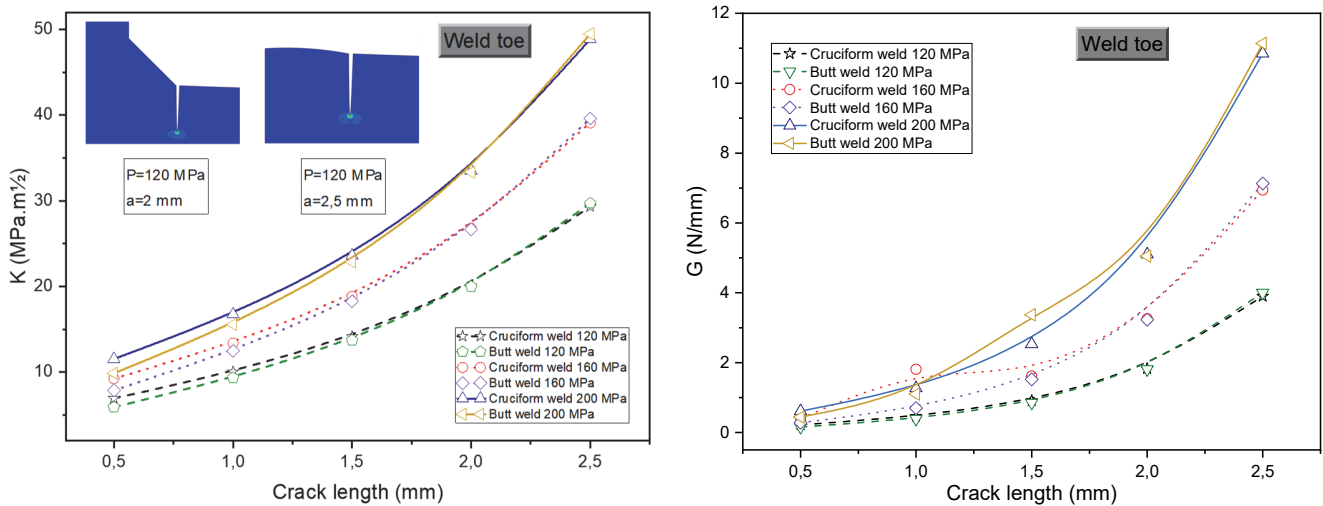 50
40
30
20
10
K (MPa.m½)
Weld toe
P=120 MPa
a=2 mm
P=120 MPa
a=2,5 mm
Cruciform weld 120 MPa
Butt weld 120 MPa
Cruciform weld 160 MPa
Butt weld 160 MPa
Cruciform weld 200 MPa
Butt weld 200 MPa
0,5 1,0 1,5 2,0 2,5
Crack length (mm)
12
10
8
6
4
2
0
G (N/mm)
Weld toe
Cruciform weld 120 MPa
Butt weld 120 MPa
Cruciform weld 160 MPa
Butt weld 160 MPa
Cruciform weld 200 MPa
Butt weld 200 MPa
0,5 1,0 1,5 2,0 2,5
Crack length (mm)